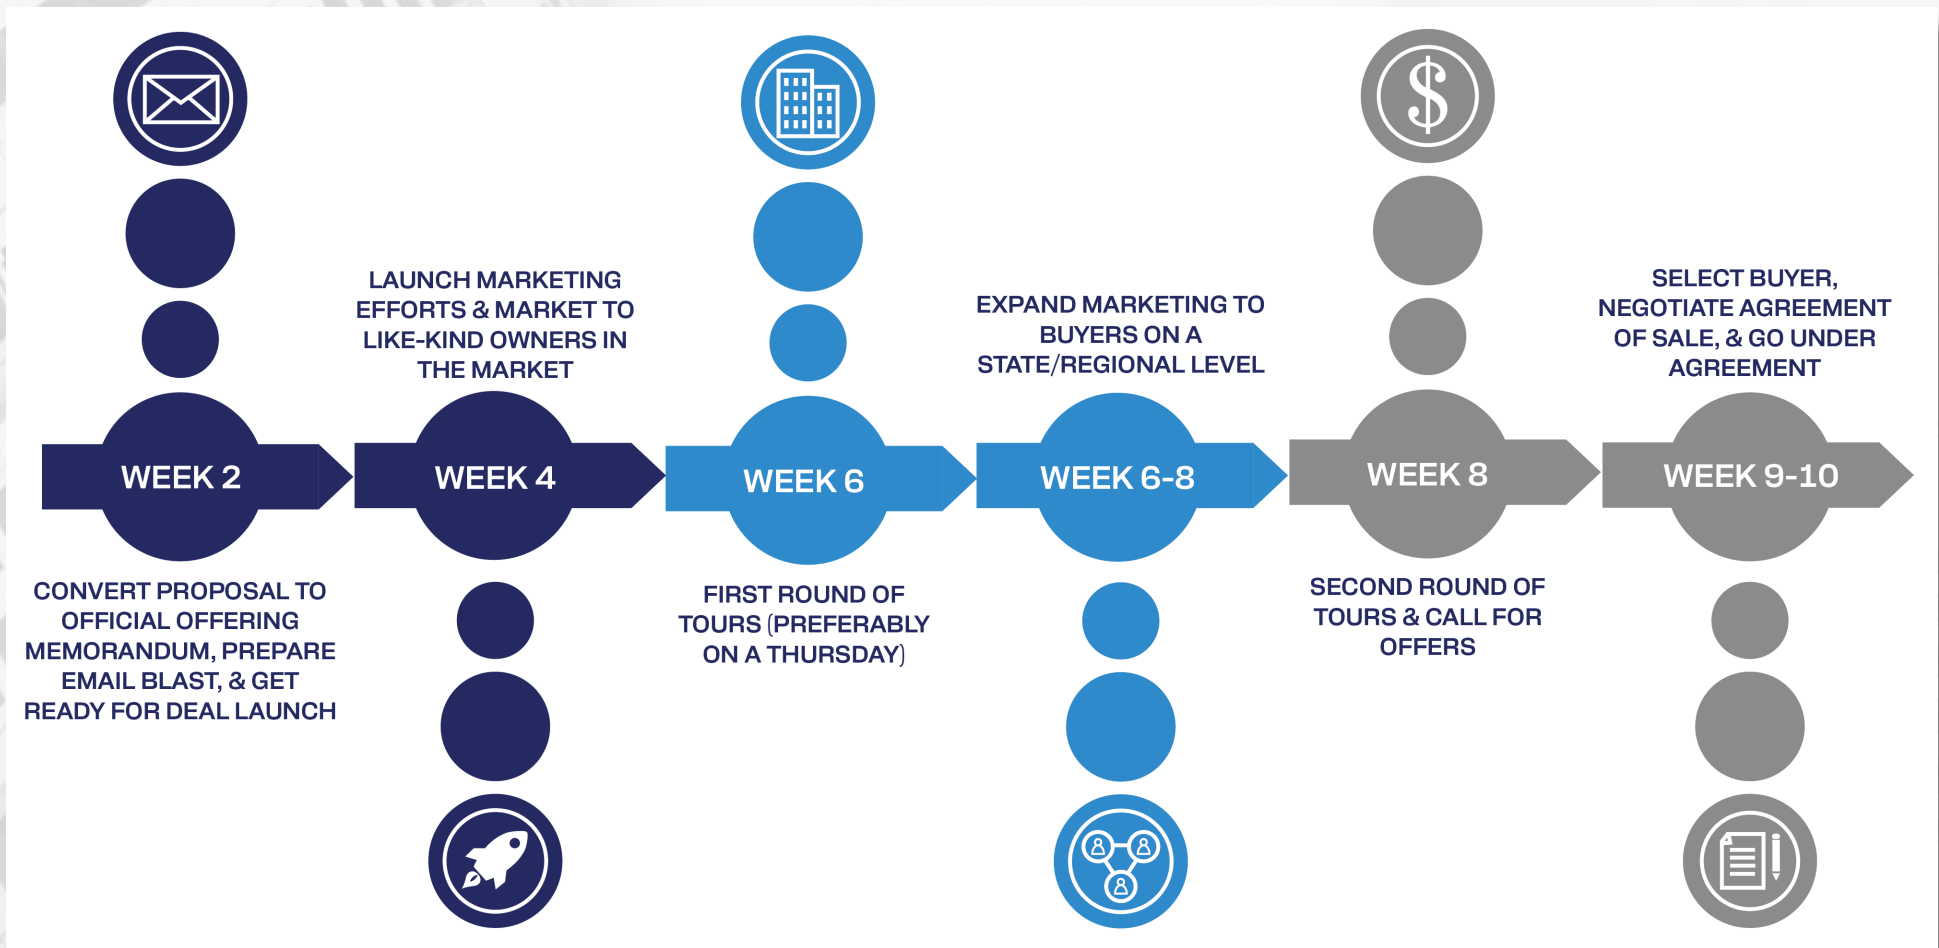 WEEK 2
CONVERT PROPOSAL TO
OFFICIAL OFFERING
MEMORANDUM, PREPARE
EMAIL BLAST, & GET
READY FOR DEAL LAUNCH
LAUNCH MARKETING
EFFORTS & MARKET TO
LIKE-KIND OWNERS IN
THE MARKET
WEEK 4
WEEK 6
FIRST ROUND OF
TOURS (PREFERABLY
ON A THURSDAY)
EXPAND MARKETING TO
BUYERS ON A
STATE/REGIONAL LEVEL
WEEK 6-8
$
WEEK 8
SECOND ROUND OF
TOURS & CALL FOR
OFFERS
SELECT BUYER,
NEGOTIATE AGREEMENT
OF SALE, & GO UNDER
AGREEMENT
WEEK 9-10